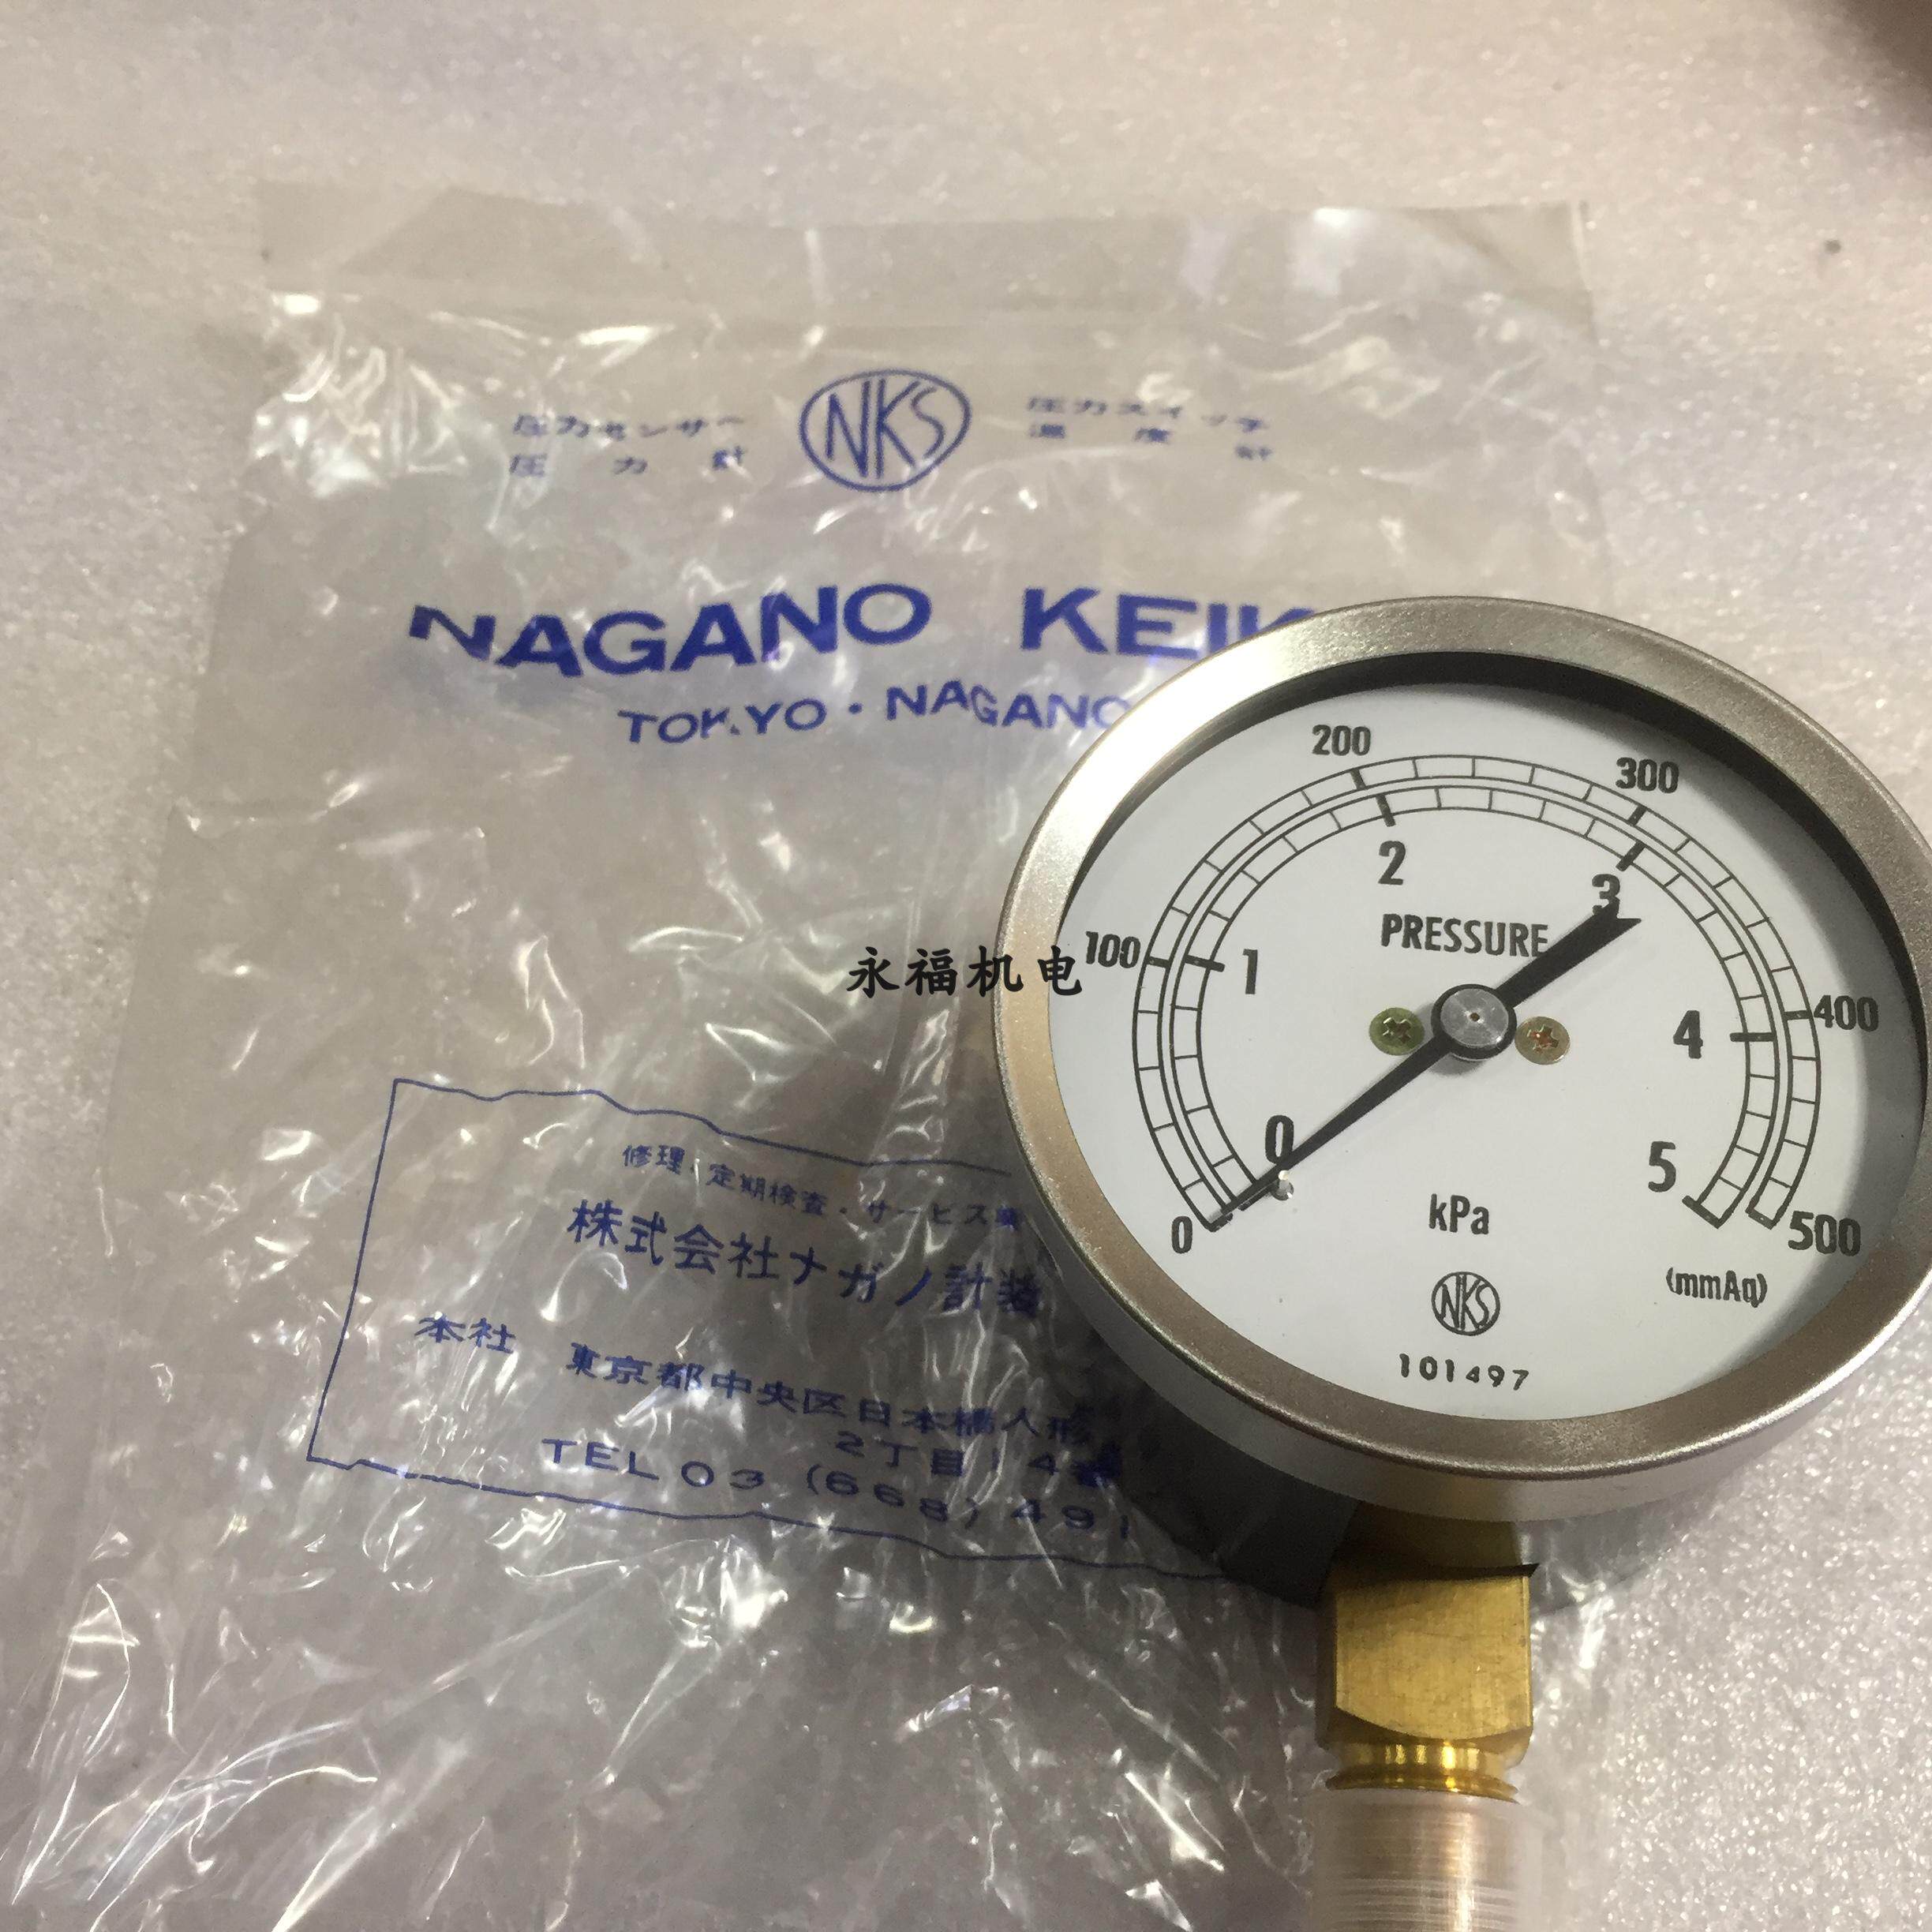 圧力センサー
圧力計
NKS
圧力スイッチ
温度計
NAGANO KEIK
TOKYO・NAGANO
永福机电
修理・定期検査・サービス
株式会社ナガノ計装
本社 東京都中央区日本橋人形
2丁目14
TEL 03 (668) 491
200
300
100
400
0
500
2
3
1
4
0
5
PRESSURE
kPa
(mmAq)
NKS
101497